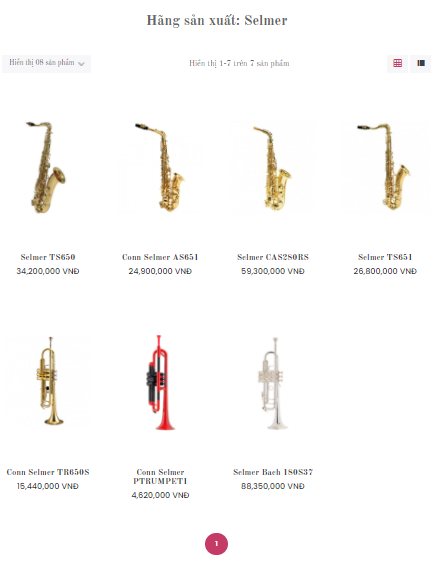 Hãng sản xuất: Selmer
Hiển thị 08 sản phẩm
Hiển thị 1-7 trên 7 sản phẩm
Selmer TS650
34,200,000 VNĐ
Conn Selmer AS651
24,900,000 VNĐ
Selmer CAS280RS
59,300,000 VNĐ
Selmer TS651
26,800,000 VNĐ
Conn Selmer TR650S
15,440,000 VNĐ
Conn Selmer
PTRUMPET1
4,620,000 VNĐ
Selmer Bach 180S37
88,350,000 VNĐ
1